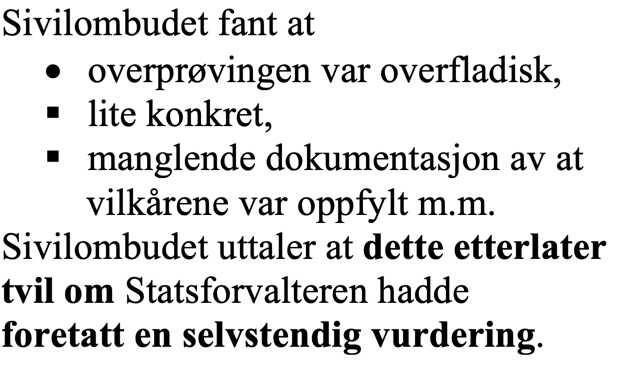 Sivilombudet fant at
• overprøvingen var overfladisk,
▪ lite konkret,
▪ manglende dokumentasjon av at
vilkårene var oppfylt m.m.
Sivilombudet uttaler at dette etterlater
tvil om Statsforvalteren hadde
foretatt en selvstendig vurdering.